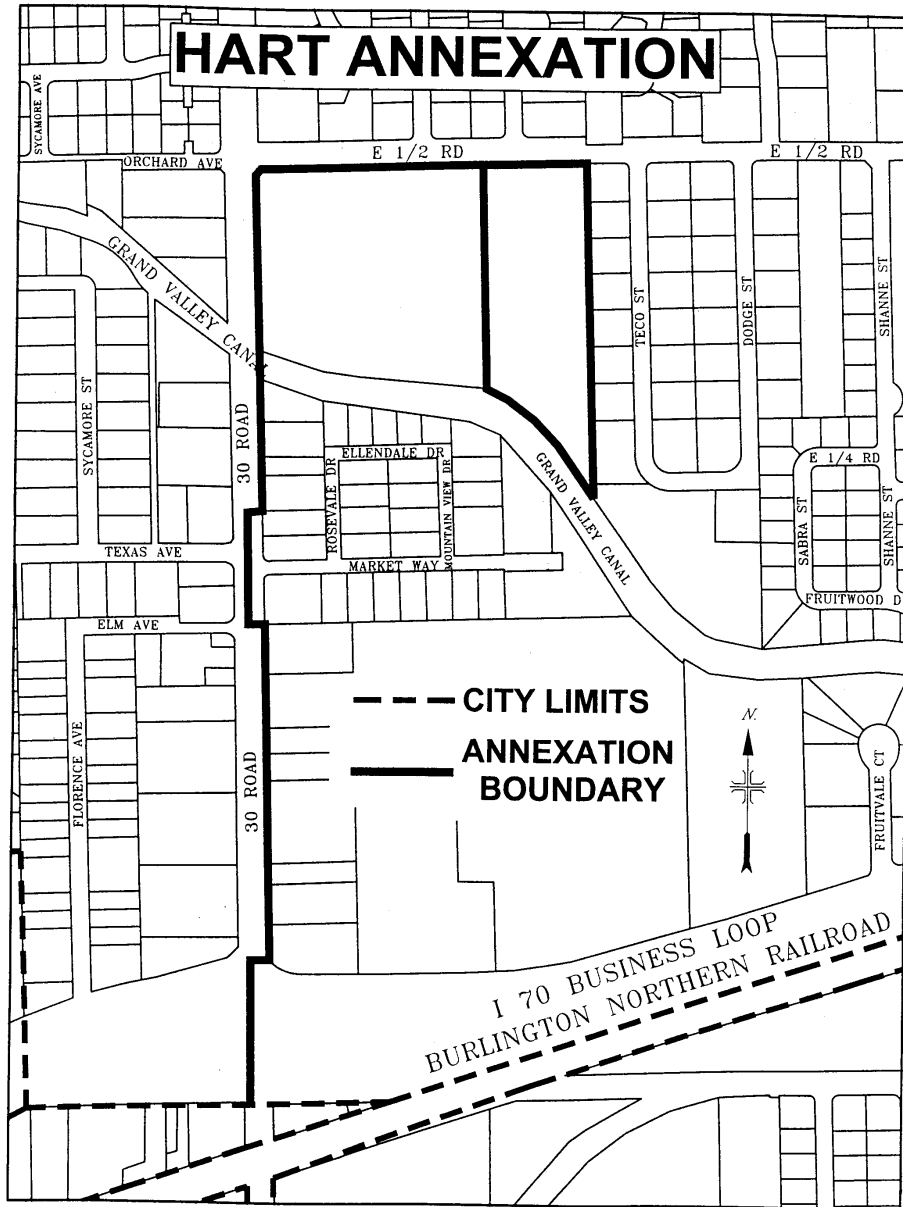 HART ANNEXATION
SYCAMORE AVE
ORCHARD AVE
E 1/2 RD
E 1/2 RD
GRAND VALLEY CANAL
SYCAMORE ST
30 ROAD
TECO ST
DODGE ST
SHANNE ST
ELLENDALE DR
ROSEVALE DR
MOUNTAIN VIEW DR
MARKET WAY
GRAND VALLEY CANAL
E 1/4 RD
SABRA ST
SHANNE ST
FRUITWOOD D
TEXAS AVE
ELM AVE
FLORENCE AVE
30 ROAD
CITY LIMITS
ANNEXATION
BOUNDARY
N.
FRUITVALE CT
I 70 BUSINESS LOOP
BURLINGTON NORTHERN RAILROAD